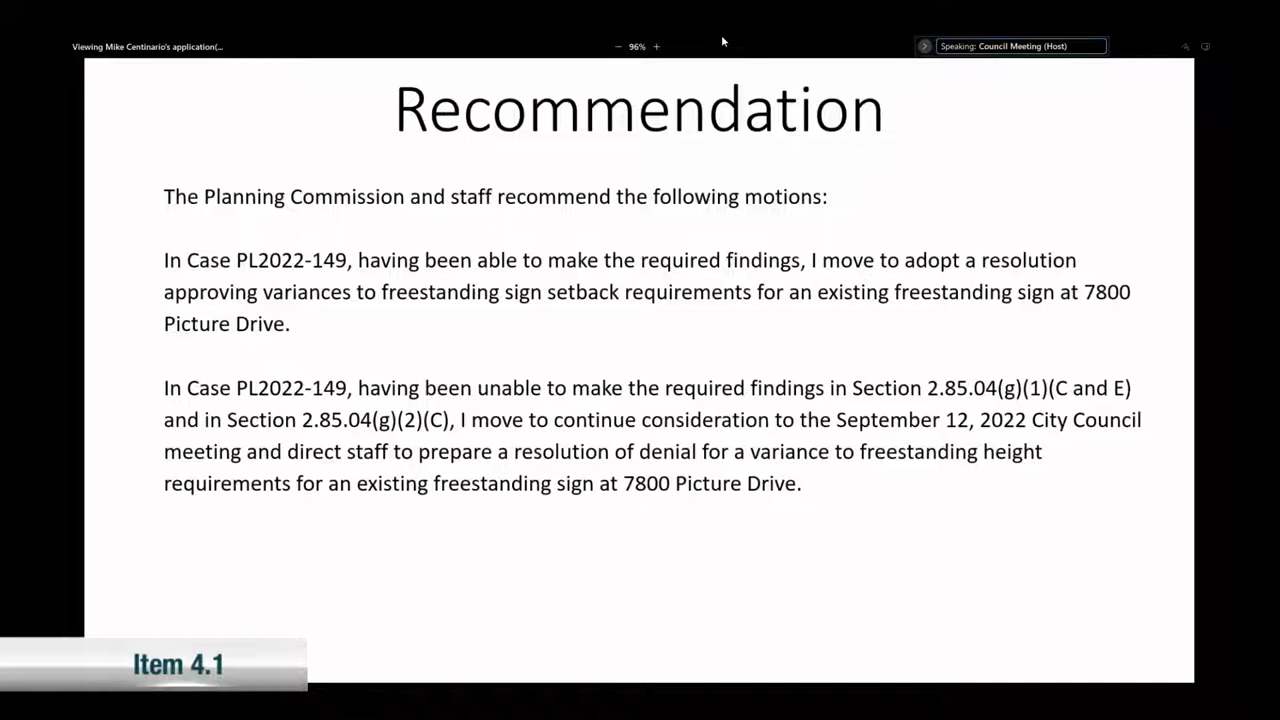 Viewing Mike Centinario's application(...
96%
Speaking: Council Meeting (Host)
Recommendation
The Planning Commission and staff recommend the following motions:
In Case PL2022-149, having been able to make the required findings, I move to adopt a resolution
approving variances to freestanding sign setback requirements for an existing freestanding sign at 7800
Picture Drive.
In Case PL2022-149, having been unable to make the required findings in Section 2.85.04(g)(1)(C and E)
and in Section 2.85.04(g)(2)(C), I move to continue consideration to the September 12, 2022 City Council
meeting and direct staff to prepare a resolution of denial for a variance to freestanding height
requirements for an existing freestanding sign at 7800 Picture Drive.
Item 4.1